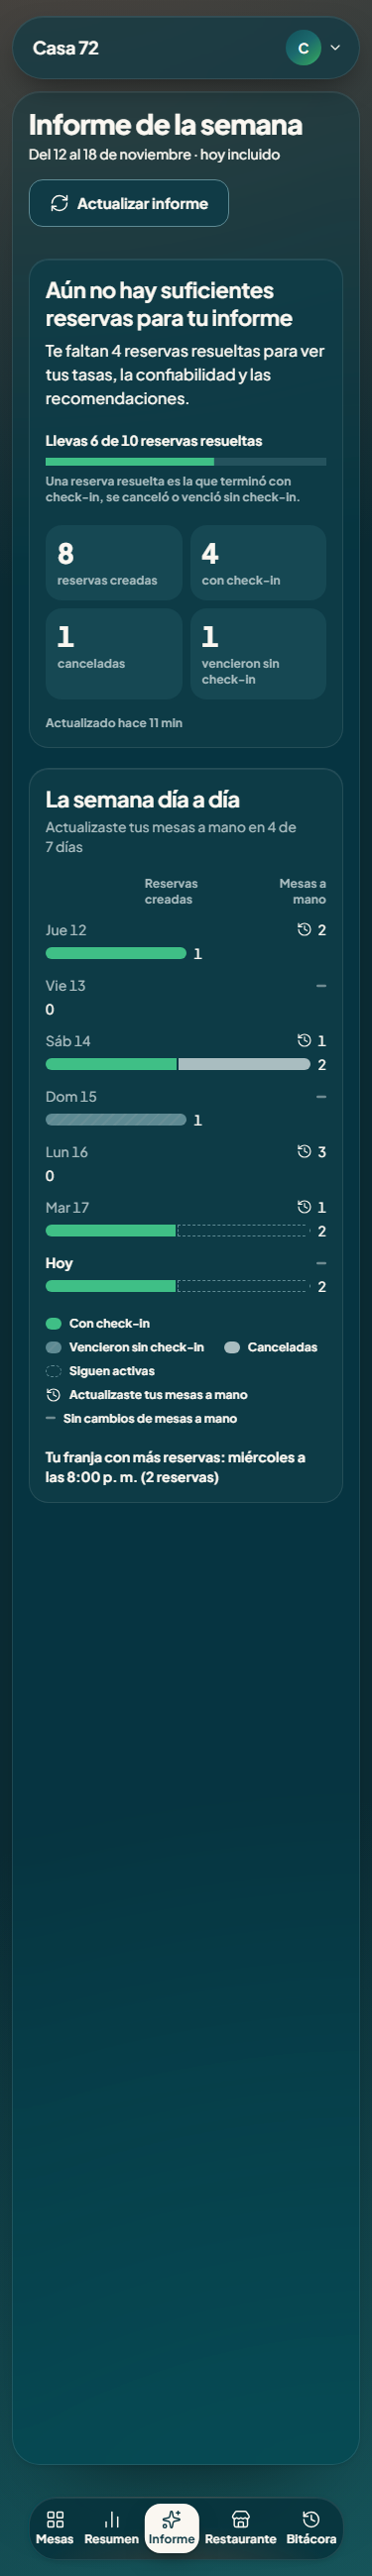 Casa 72
C
Informe de la semana
Del 12 al 18 de noviembre · hoy incluido
Actualizar informe
Aún no hay suficientes
reservas para tu informe
Te faltan 4 reservas resueltas para ver
tus tasas, la confiabilidad y las
recomendaciones.
Llevas 6 de 10 reservas resueltas
Una reserva resuelta es la que terminó con
check-in, se canceló o venció sin check-in.
8
reservas creadas
4
con check-in
1
canceladas
1
vencieron sin
check-in
Actualizado hace 11 min
La semana día a día
Actualizaste tus mesas a mano en 4 de
7 días
Reservas
creadas
Mesas a
mano
Jue 12
2
1
Vie 13
–
0
Sáb 14
1
2
Dom 15
–
1
Lun 16
3
0
Mar 17
1
2
Hoy
–
2
Con check-in
Vencieron sin check-in
Canceladas
Siguen activas
Actualizaste tus mesas a mano
– Sin cambios de mesas a mano
Tu franja con más reservas: miércoles a
las 8:00 p. m. (2 reservas)
Mesas
Resumen
Informe
Restaurante
Bitácora